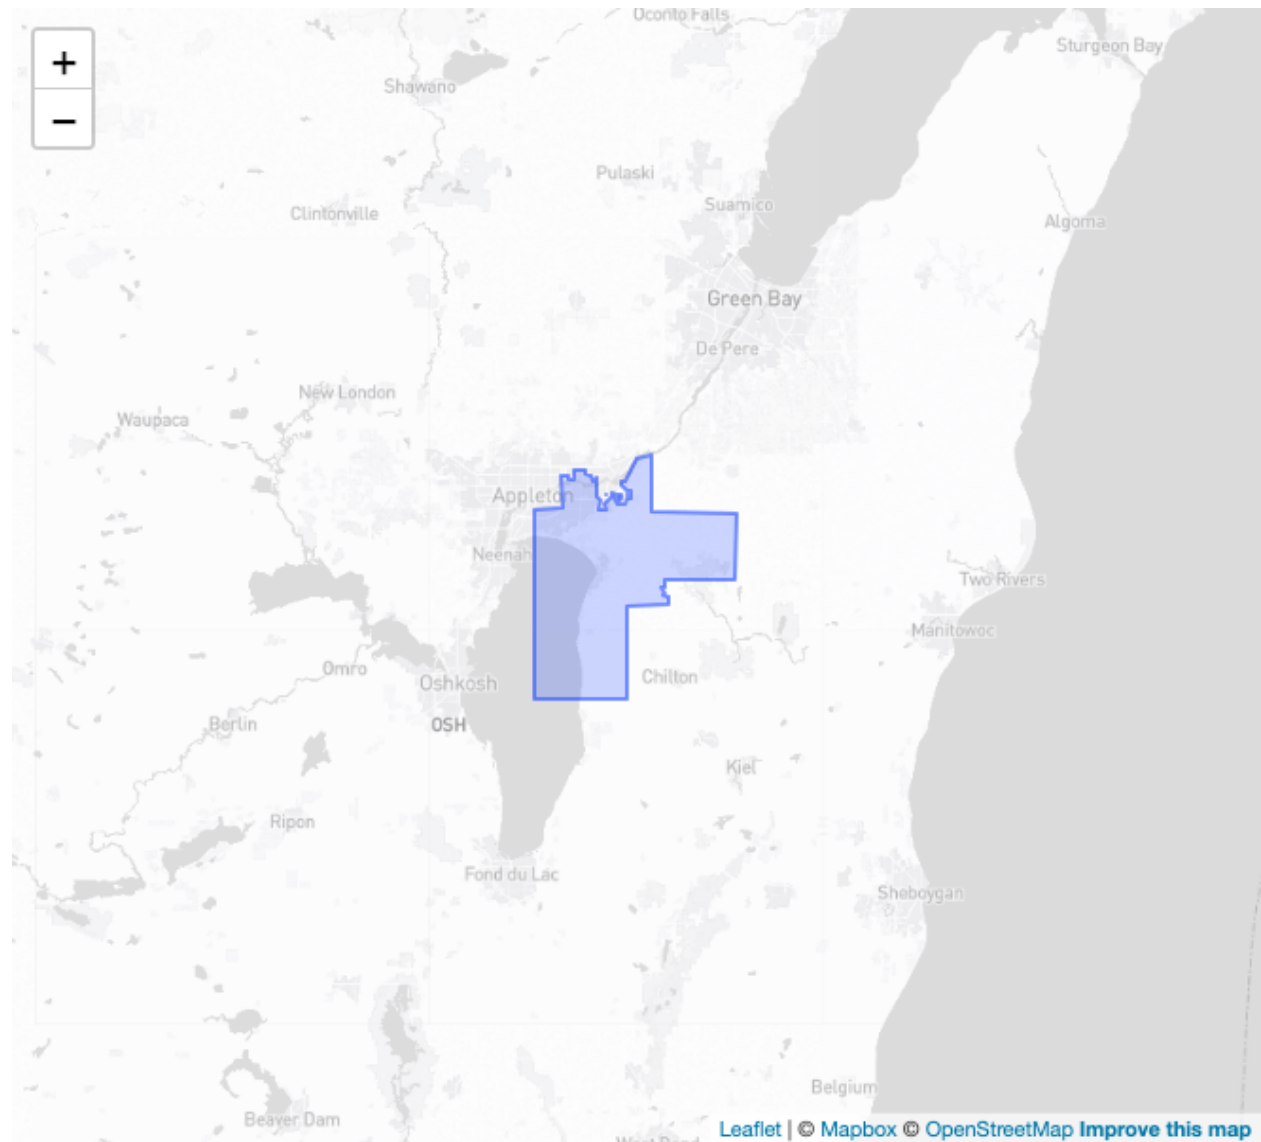 Oconto Falls
+
Sturgeon Bay
−
Shawano
Pulaski
Suamico
Clintonville
Algoma
Green Bay
De Pere
New London
Waupaca
Appleton
Neenah
Two Rivers
Manitowoc
Omro
Oshkosh
Chilton
OSH
Berlin
Kiel
Ripon
Fond du Lac
Sheboygan
Belgium
Beaver Dam
Leaflet | © Mapbox © OpenStreetMap Improve this map
West Bend